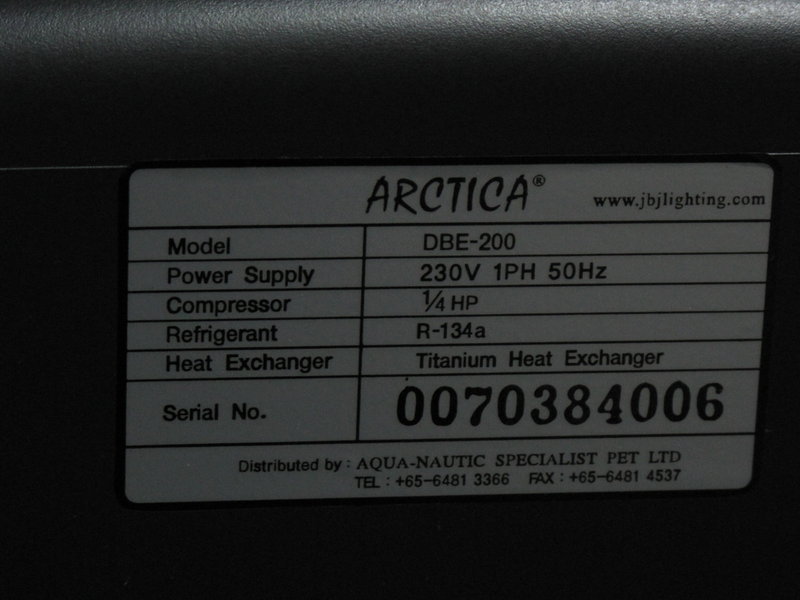 ARCTICA® www.jbjlighting.com
Model DBE-200
Power Supply 230V 1PH 50Hz
Compressor 1/4 HP
Refrigerant R-134a
Heat Exchanger Titanium Heat Exchanger
Serial No. 0070384006
Distributed by : AQUA-NAUTIC SPECIALIST PET LTD
TEL : +65-6481 3366 FAX : +65-6481 4537